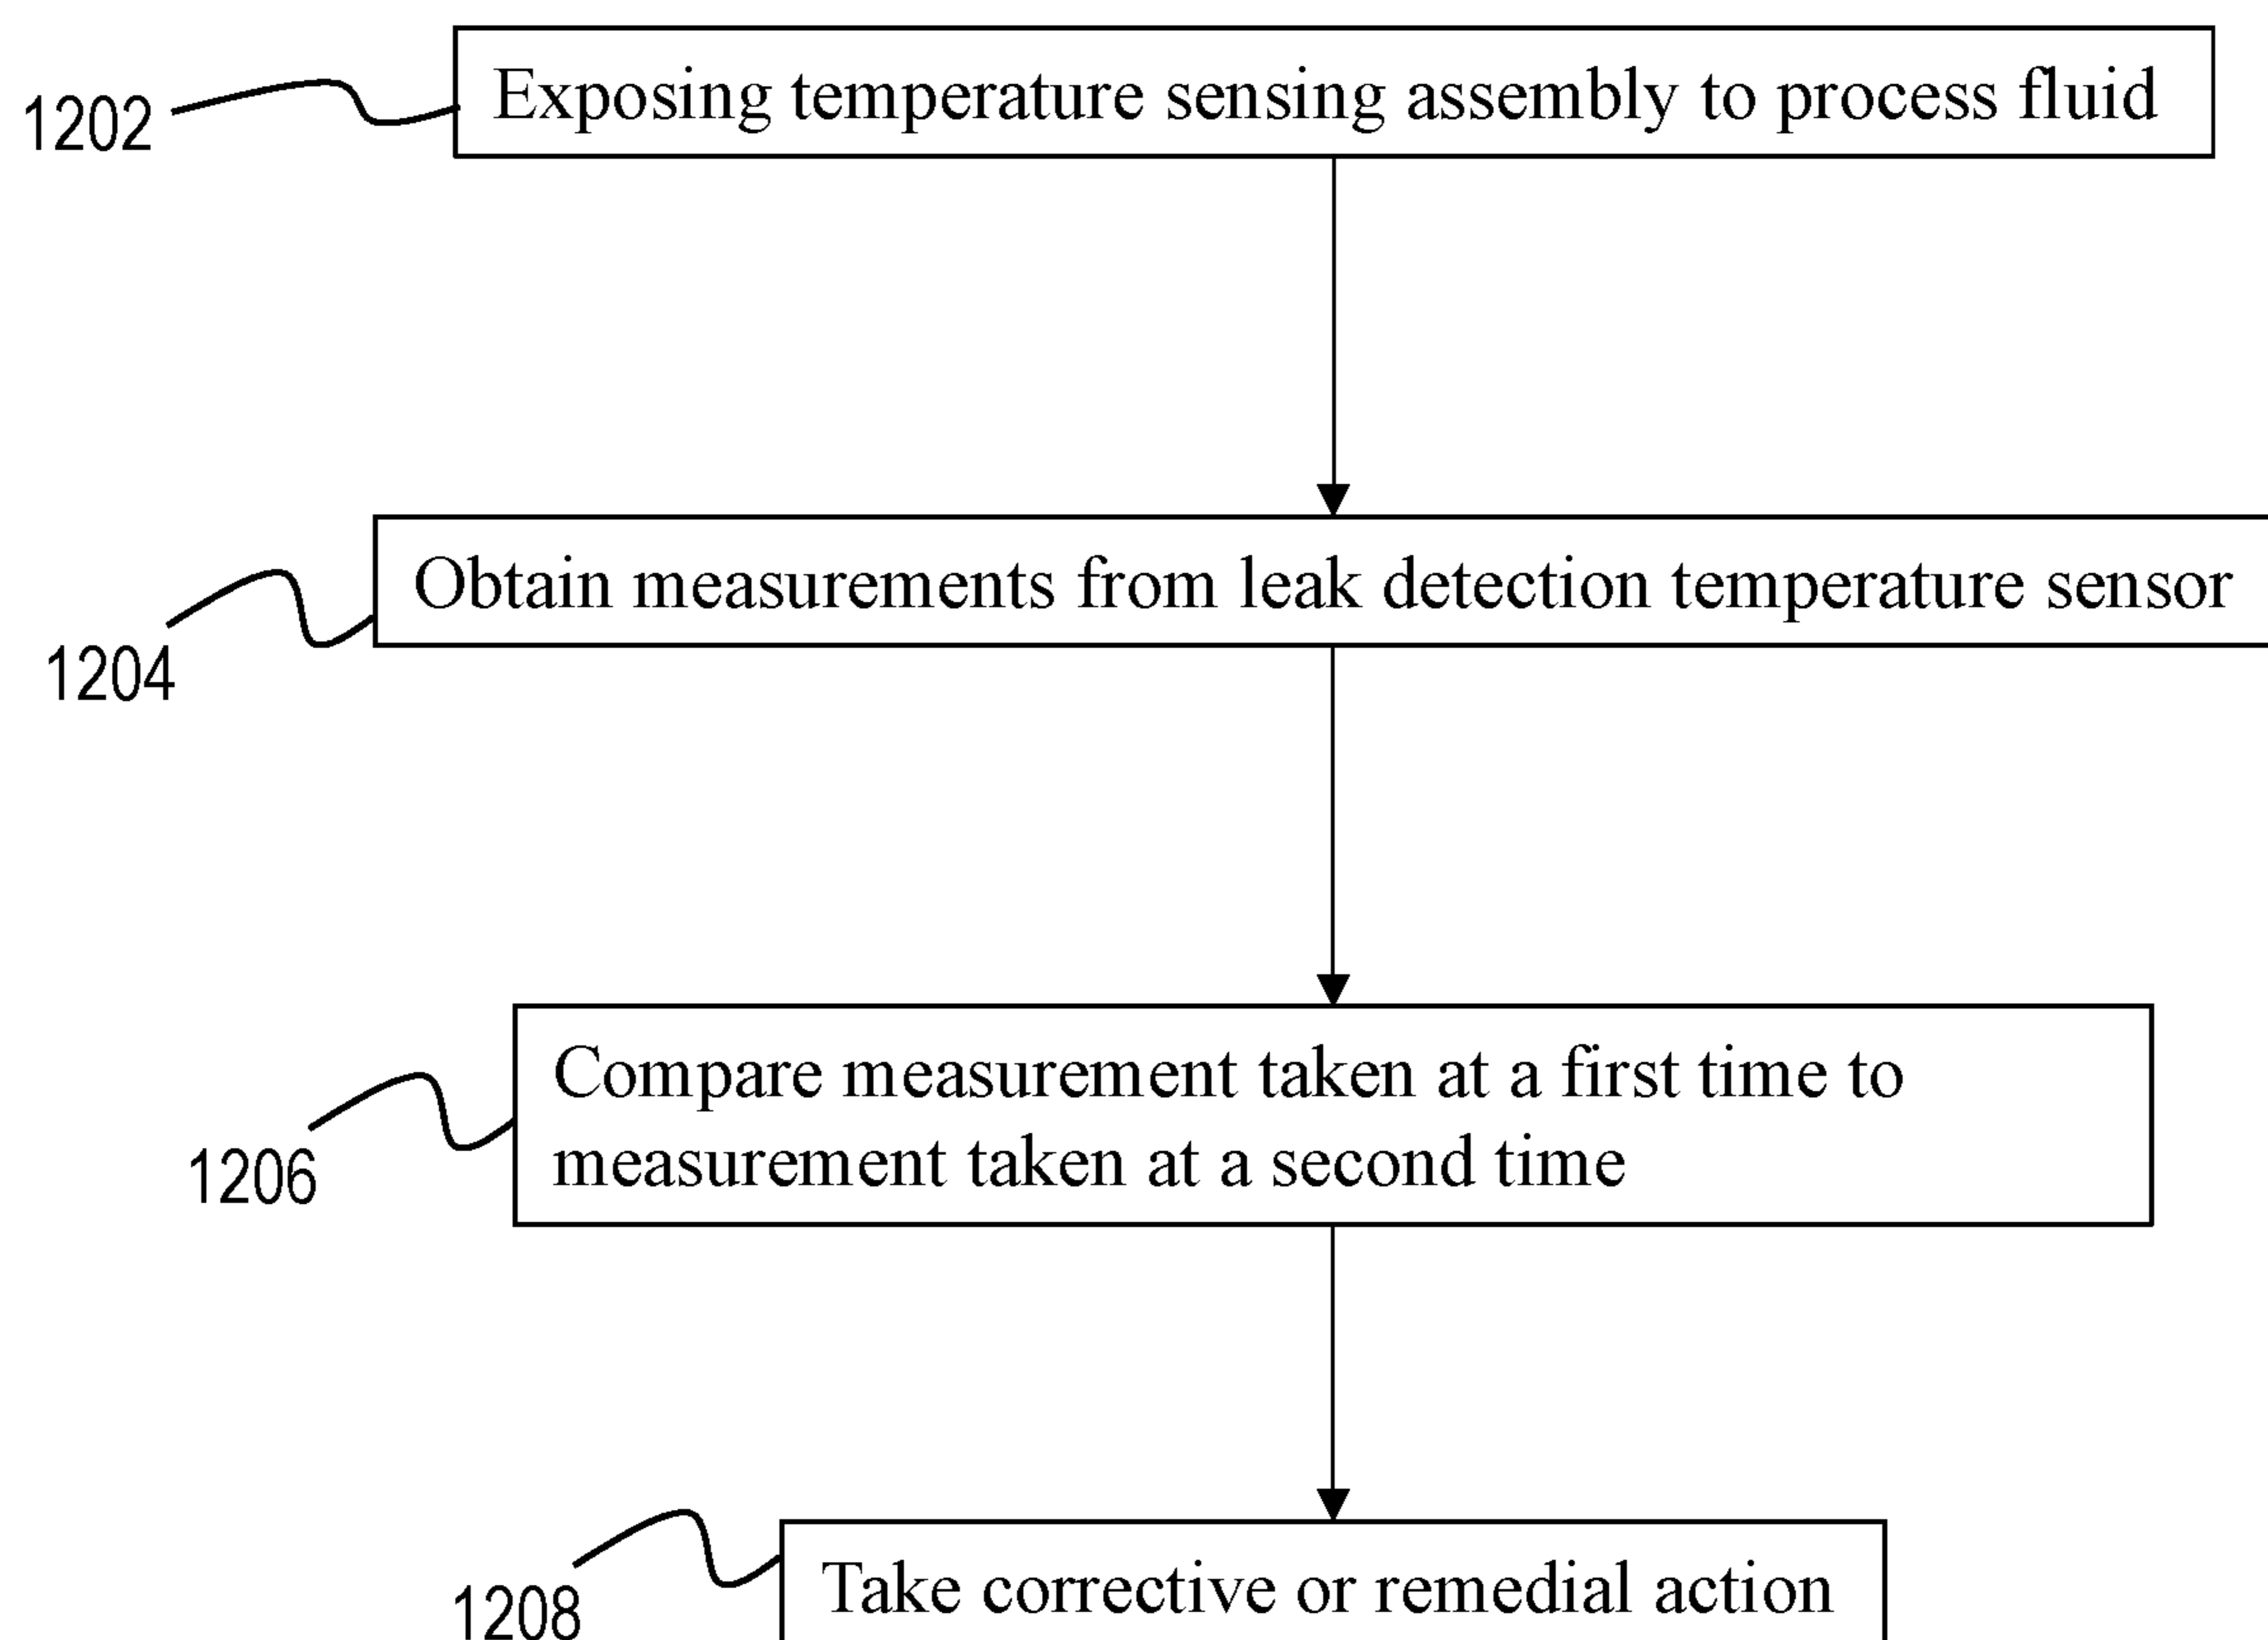 1202
Exposing temperature sensing assembly to process fluid
1204
Obtain measurements from leak detection temperature sensor
1206
Compare measurement taken at a first time to
measurement taken at a second time
1208
Take corrective or remedial action